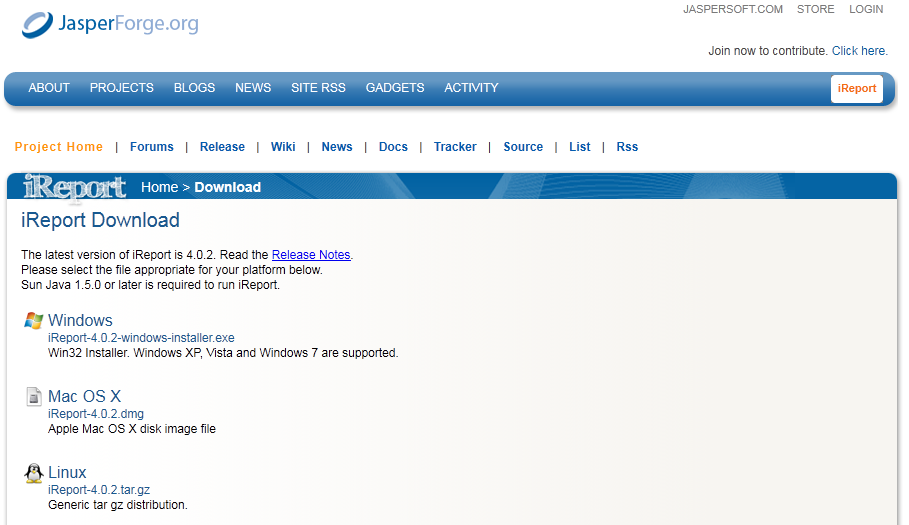 JasperForge.org
JASPERSOFT.COM STORE LOGIN
Join now to contribute. Click here.
ABOUT PROJECTS BLOGS NEWS SITE RSS GADGETS ACTIVITY iReport
Project Home | Forums | Release | Wiki | News | Docs | Tracker | Source | List | Rss
iReport Home > Download
iReport Download
The latest version of iReport is 4.0.2. Read the Release Notes.
Please select the file appropriate for your platform below.
Sun Java 1.5.0 or later is required to run iReport.
Windows
iReport-4.0.2-windows-installer.exe
Win32 Installer. Windows XP, Vista and Windows 7 are supported.
Mac OS X
iReport-4.0.2.dmg
Apple Mac OS X disk image file
Linux
iReport-4.0.2.tar.gz
Generic tar gz distribution.